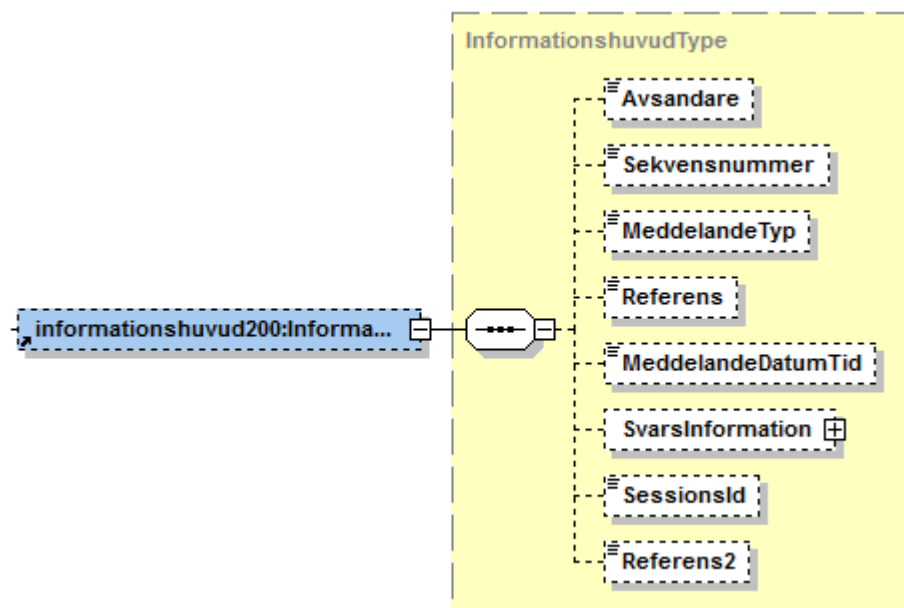 InformationshuvudType
Avsandare
Sekvensnummer
MeddelandeTyp
Referens
informationshuvud200:Informa...
MeddelandeDatumTid
SvarsInformation
SessionsId
Referens2